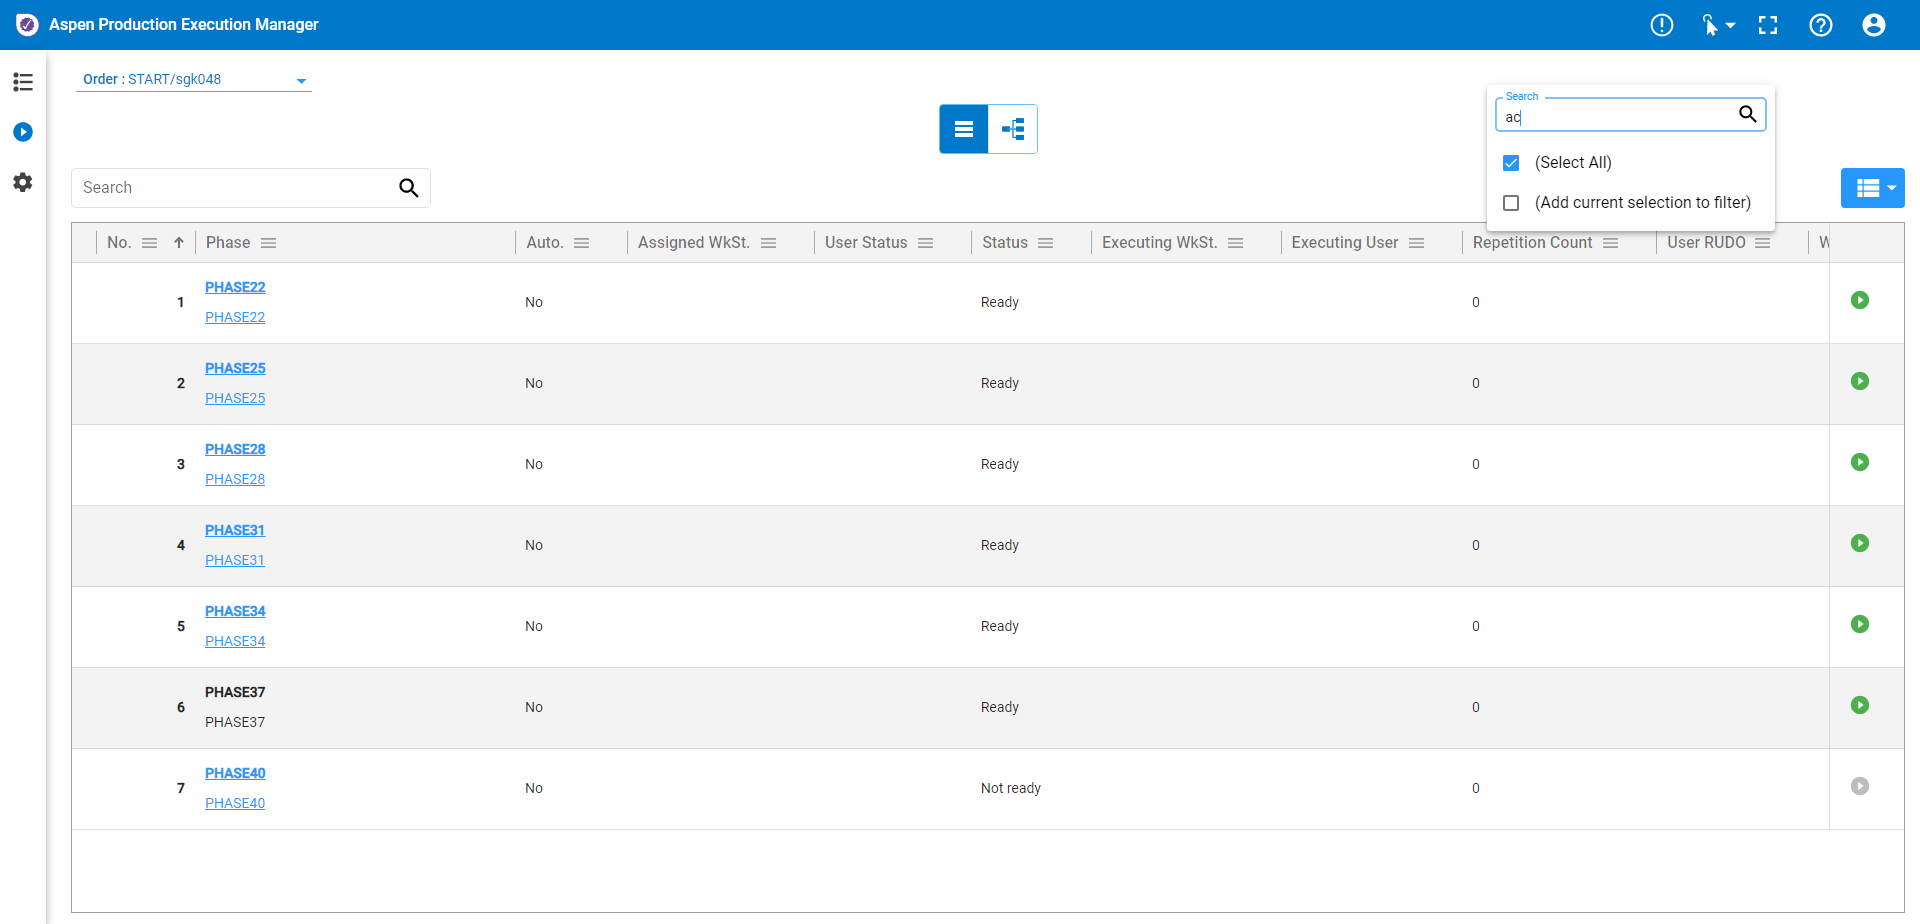 Aspen Production Execution Manager
Order : START/sgk048
Search
ac
(Select All)
(Add current selection to filter)
Search
No. Phase Auto. Assigned WkSt. User Status Status Executing WkSt. Executing User Repetition Count User RUDO W
1 PHASE22 No Ready 0
PHASE22
2 PHASE25 No Ready 0
PHASE25
3 PHASE28 No Ready 0
PHASE28
4 PHASE31 No Ready 0
PHASE31
5 PHASE34 No Ready 0
PHASE34
6 PHASE37 No Ready 0
PHASE37
7 PHASE40 No Not ready 0
PHASE40